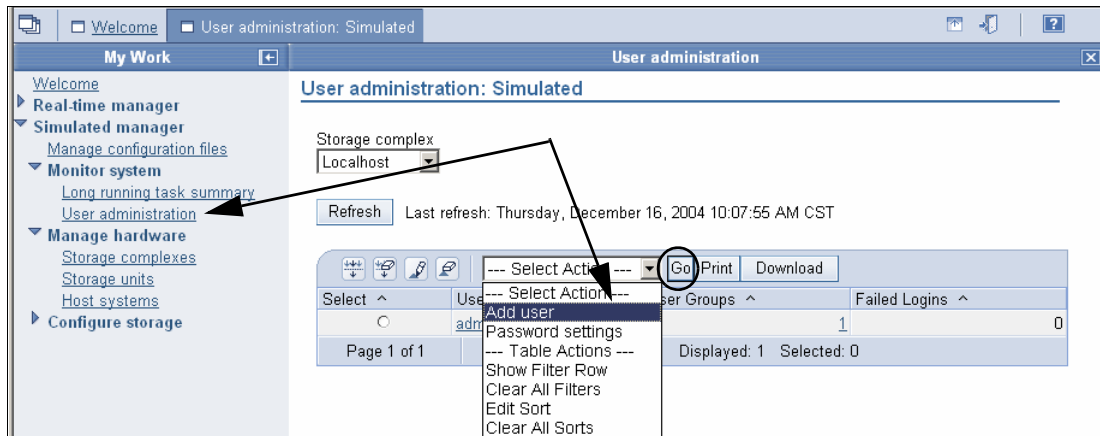 Welcome
User administration: Simulated
?
My Work
User administration
Welcome
Real-time manager
Simulated manager
Manage configuration files
Monitor system
Long running task summary
User administration
Manage hardware
Storage complexes
Storage units
Host systems
Configure storage
User administration: Simulated
Storage complex
Localhost
Refresh Last refresh: Thursday, December 16, 2004 10:07:55 AM CST
--- Select Action --- Go Print Download
Select Use ser Groups Failed Logins
adm 1 0
Page 1 of 1 Displayed: 1 Selected: 0
--- Select Action ---
Add user
Password settings
--- Table Actions ---
Show Filter Row
Clear All Filters
Edit Sort
Clear All Sorts